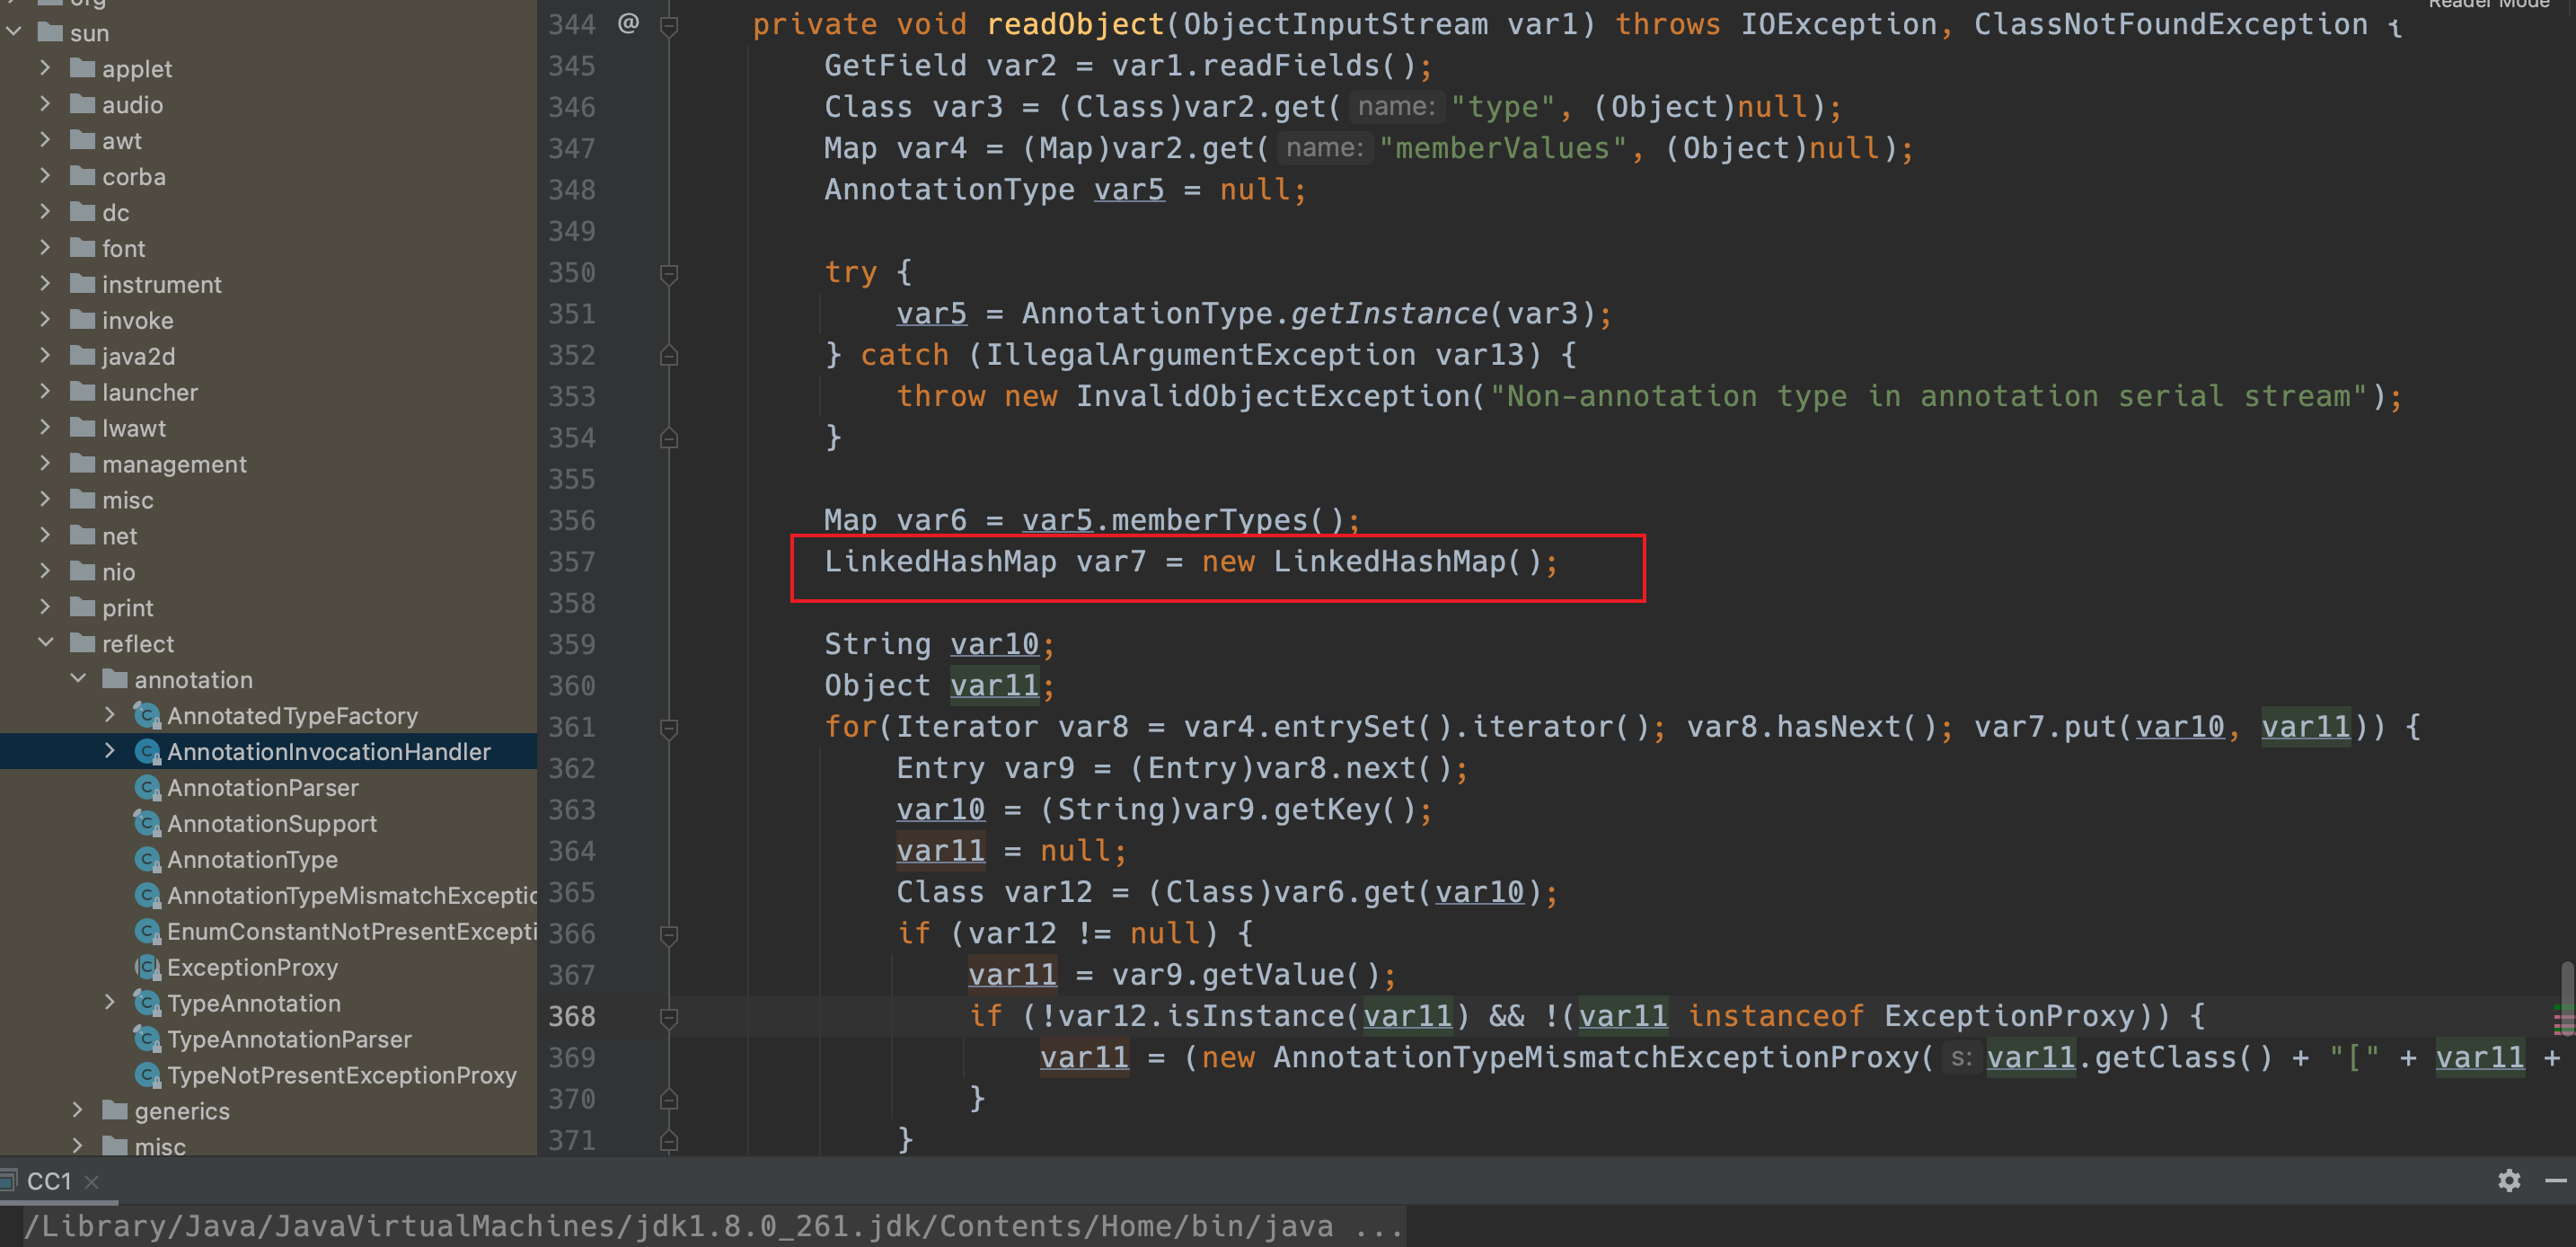 org
sun
applet
audio
awt
corba
dc
font
instrument
invoke
java2d
launcher
lwawt
management
misc
net
nio
print
reflect
annotation
AnnotatedTypeFactory
AnnotationInvocationHandler
AnnotationParser
AnnotationSupport
AnnotationType
AnnotationTypeMismatchExceptio
EnumConstantNotPresentExcepti
ExceptionProxy
TypeAnnotation
TypeAnnotationParser
TypeNotPresentExceptionProxy
generics
misc
Reader Mode
344 @ private void readObject(ObjectInputStream var1) throws IOException, ClassNotFoundException {
345 GetField var2 = var1.readFields();
346 Class var3 = (Class)var2.get( name: "type", (Object)null);
347 Map var4 = (Map)var2.get( name: "memberValues", (Object)null);
348 AnnotationType var5 = null;
349
350 try {
351 var5 = AnnotationType.getInstance(var3);
352 } catch (IllegalArgumentException var13) {
353 throw new InvalidObjectException("Non-annotation type in annotation serial stream");
354 }
355
356 Map var6 = var5.memberTypes();
357 LinkedHashMap var7 = new LinkedHashMap();
358
359 String var10;
360 Object var11;
361 for(Iterator var8 = var4.entrySet().iterator(); var8.hasNext(); var7.put(var10, var11)) {
362 Entry var9 = (Entry)var8.next();
363 var10 = (String)var9.getKey();
364 var11 = null;
365 Class var12 = (Class)var6.get(var10);
366 if (var12 != null) {
367 var11 = var9.getValue();
368 if (!var12.isInstance(var11) && !(var11 instanceof ExceptionProxy)) {
369 var11 = (new AnnotationTypeMismatchExceptionProxy( s: var11.getClass() + "[" + var11 +
370 }
371 }
CC1
/Library/Java/JavaVirtualMachines/jdk1.8.0_261.jdk/Contents/Home/bin/java ...